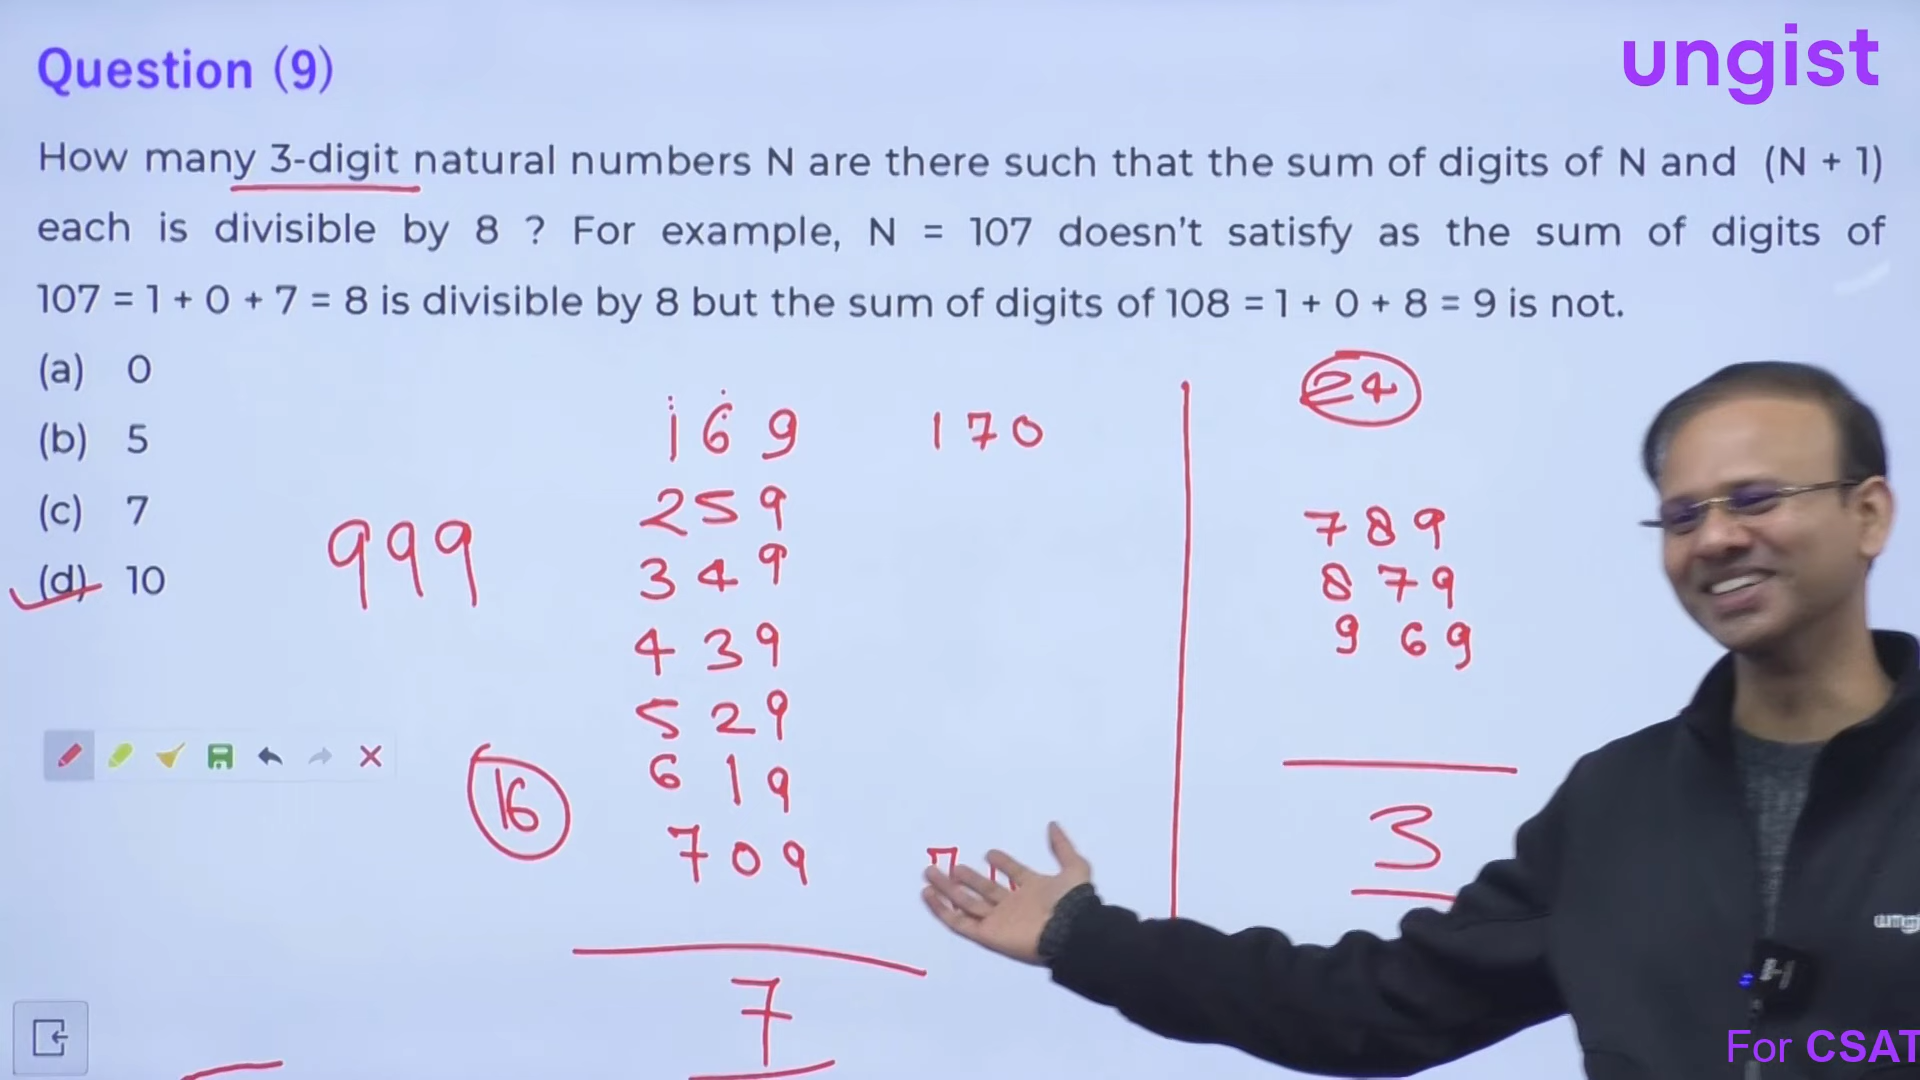 Question (9)
ungist
How many 3-digit natural numbers N are there such that the sum of digits of N and (N + 1)
each is divisible by 8 ? For example, N = 107 doesn't satisfy as the sum of digits of
107 = 1 + 0 + 7 = 8 is divisible by 8 but the sum of digits of 108 = 1 + 0 + 8 = 9 is not.
(a) 0
(b) 5
(c) 7
(d) 10
999
169 170
259
349
439
529
619
709
16
7
24
789
879
969
3
For CSAT